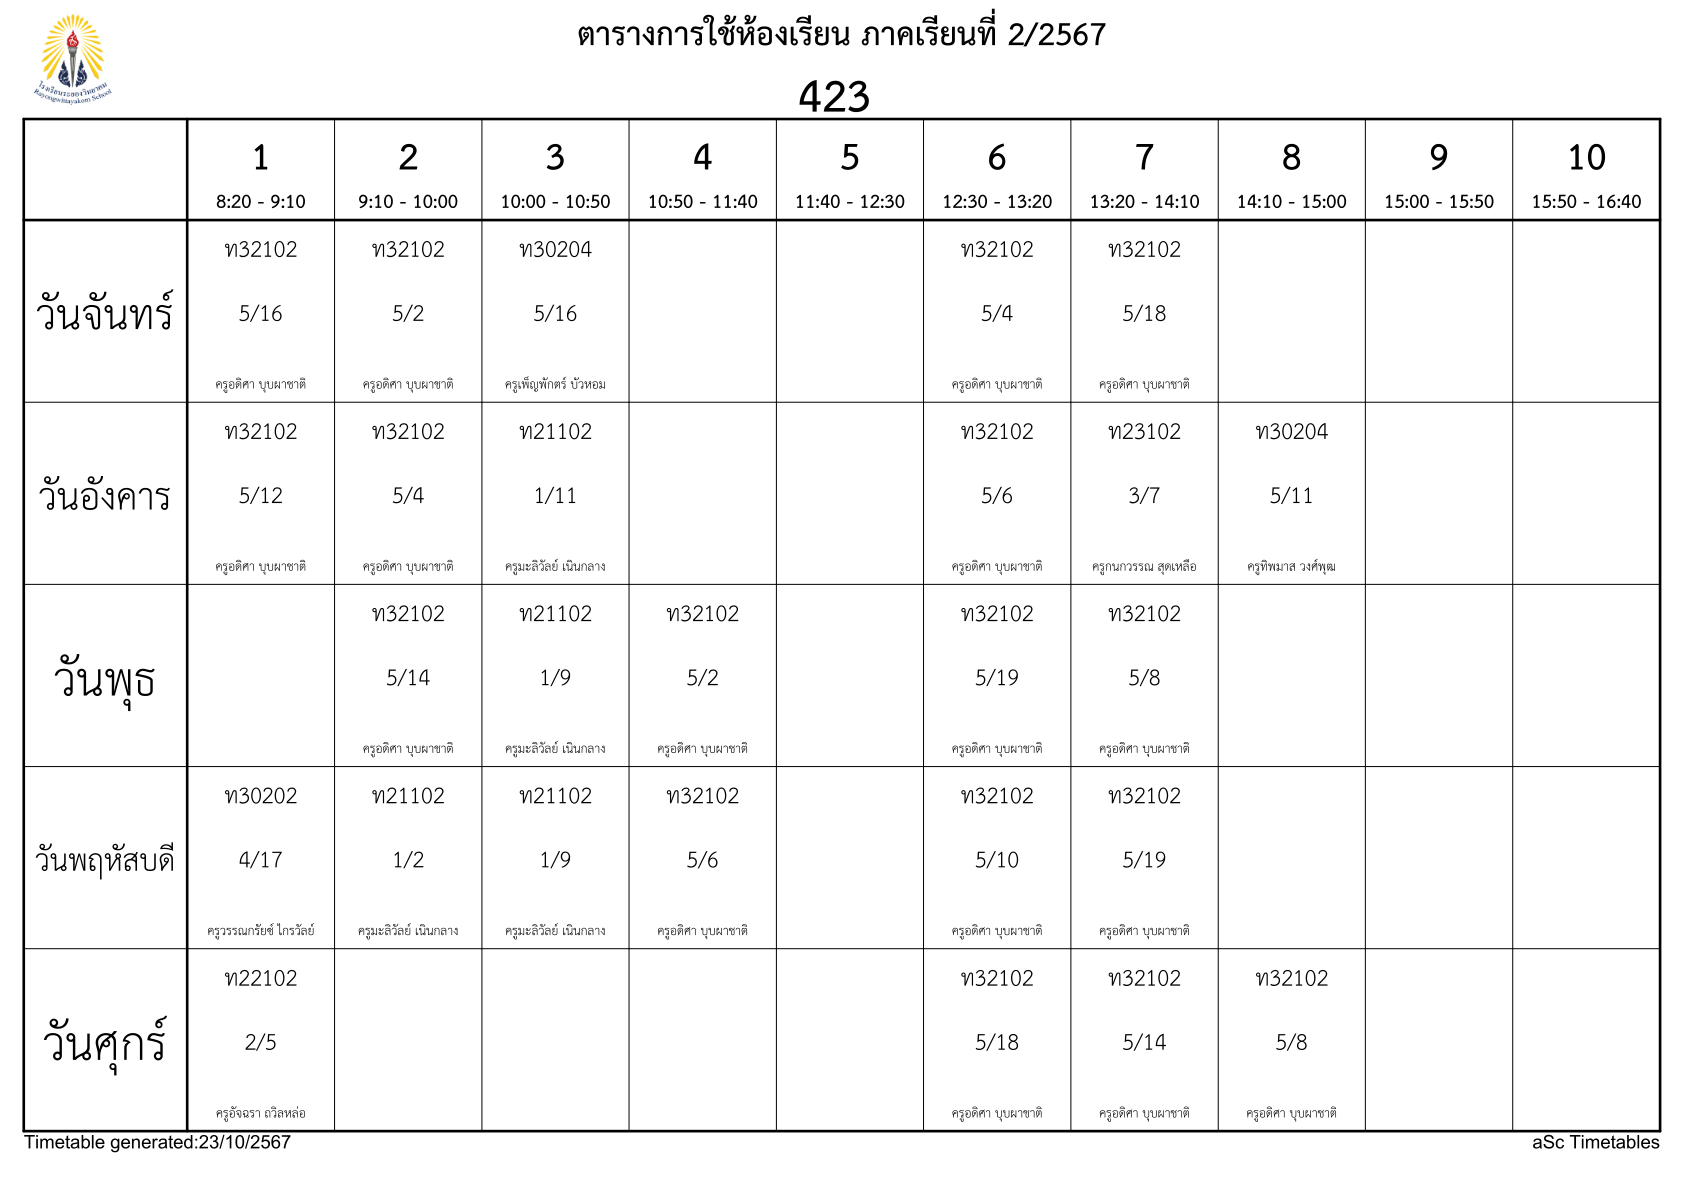 ตารางการใช้ห้องเรียน ภาคเรียนที่ 2/2567
โรงเรียนระยองวิทยาคม
Rayongwittayakom School
423
1 2 3 4 5 6 7 8 9 10
8:20 - 9:10 9:10 - 10:00 10:00 - 10:50 10:50 - 11:40 11:40 - 12:30 12:30 - 13:20 13:20 - 14:10 14:10 - 15:00 15:00 - 15:50 15:50 - 16:40
ท32102 ท32102 ท30204 ท32102 ท32102
วันจันทร์ 5/16 5/2 5/16 5/4 5/18
ครูอดิศา บุบผาชาติ ครูอดิศา บุบผาชาติ ครูเพ็ญพักตร์ บัวหอม ครูอดิศา บุบผาชาติ ครูอดิศา บุบผาชาติ
ท32102 ท32102 ท21102 ท32102 ท23102 ท30204
วันอังคาร 5/12 5/4 1/11 5/6 3/7 5/11
ครูอดิศา บุบผาชาติ ครูอดิศา บุบผาชาติ ครูมะลิวัลย์ เนินกลาง ครูอดิศา บุบผาชาติ ครูกนกวรรณ สุดเหลือ ครูทิพมาส วงศ์พุฒ
ท32102 ท21102 ท32102 ท32102 ท32102
วันพุธ 5/14 1/9 5/2 5/19 5/8
ครูอดิศา บุบผาชาติ ครูมะลิวัลย์ เนินกลาง ครูอดิศา บุบผาชาติ ครูอดิศา บุบผาชาติ ครูอดิศา บุบผาชาติ
ท30202 ท21102 ท21102 ท32102 ท32102 ท32102
วันพฤหัสบดี 4/17 1/2 1/9 5/6 5/10 5/19
ครูวรรณกรัยช์ ไกรวัลย์ ครูมะลิวัลย์ เนินกลาง ครูมะลิวัลย์ เนินกลาง ครูอดิศา บุบผาชาติ ครูอดิศา บุบผาชาติ ครูอดิศา บุบผาชาติ
ท22102 ท32102 ท32102 ท32102
วันศุกร์ 2/5 5/18 5/14 5/8
ครูอัจฉรา ถวิลหล่อ ครูอดิศา บุบผาชาติ ครูอดิศา บุบผาชาติ ครูอดิศา บุบผาชาติ
Timetable generated:23/10/2567 aSc Timetables